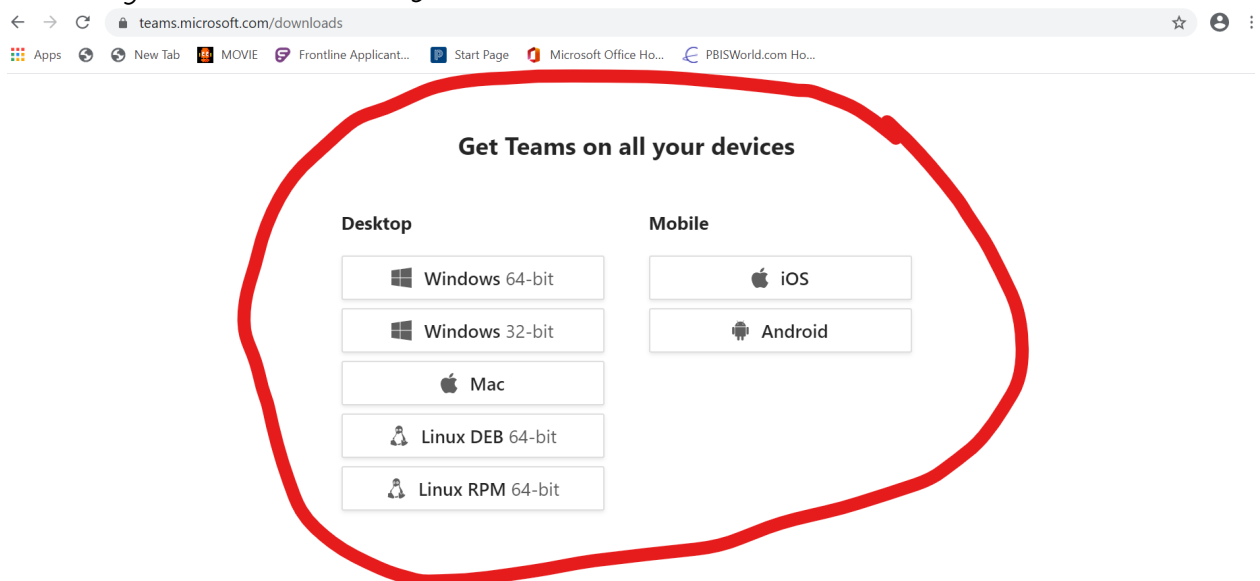 teams.microsoft.com/downloads
Apps New Tab MOVIE Frontline Applicant... Start Page Microsoft Office Ho... PBISWorld.com Ho...
Get Teams on all your devices
Desktop Mobile
Windows 64-bit iOS
Windows 32-bit Android
Mac
Linux DEB 64-bit
Linux RPM 64-bit